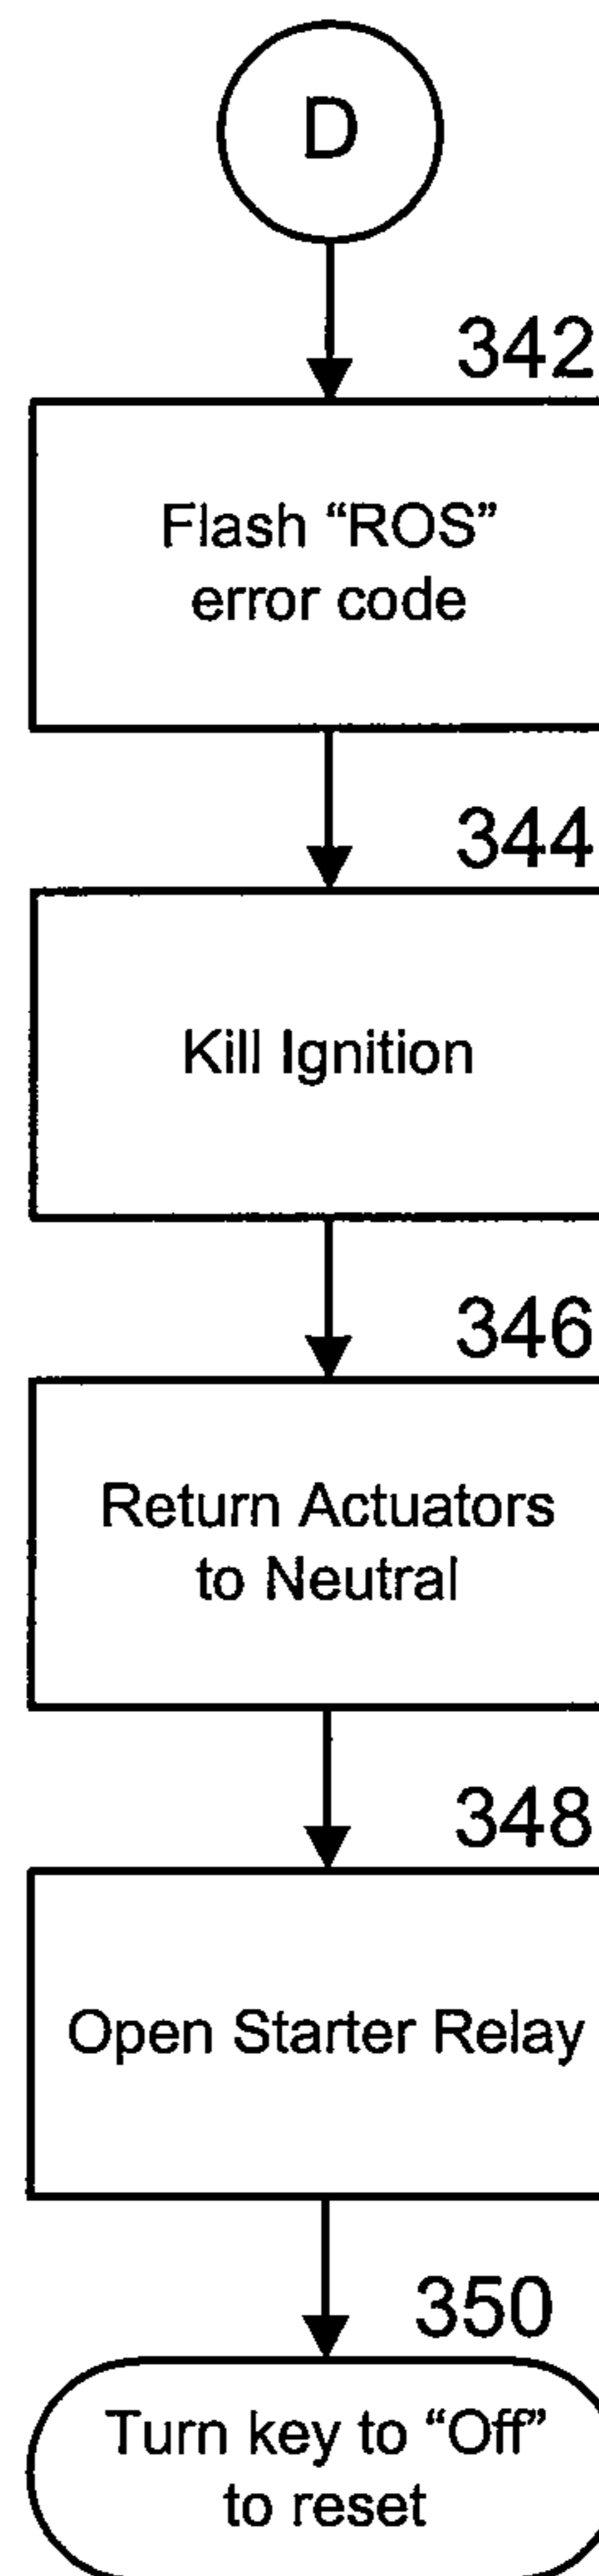 D
342
Flash “ROS”
error code
344
Kill Ignition
346
Return Actuators
to Neutral
348
Open Starter Relay
350
Turn key to “Off”
to reset